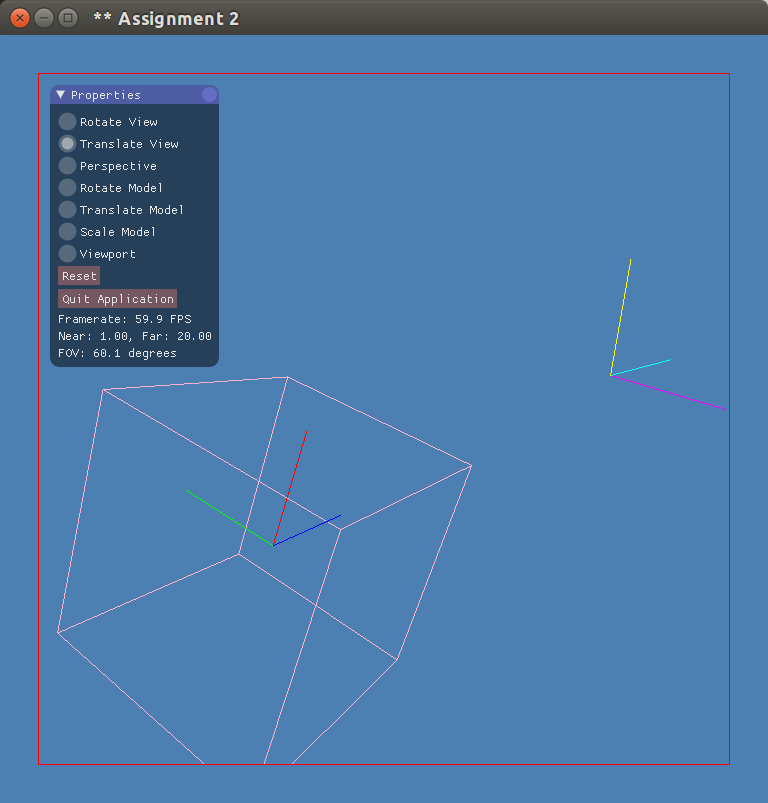 ** Assignment 2
Properties
Rotate View
Translate View
Perspective
Rotate Model
Translate Model
Scale Model
Viewport
Reset
Quit Application
Framerate: 59.9 FPS
Near: 1.00, Far: 20.00
FOV: 60.1 degrees